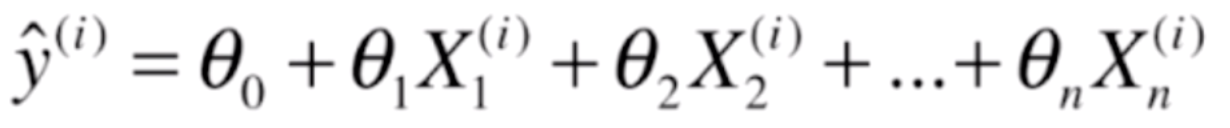 ŷ⁽ⁱ⁾ = θ₀ + θ₁X₁⁽ⁱ⁾ + θ₂X₂⁽ⁱ⁾ + ...+ θₙXₙ⁽ⁱ⁾